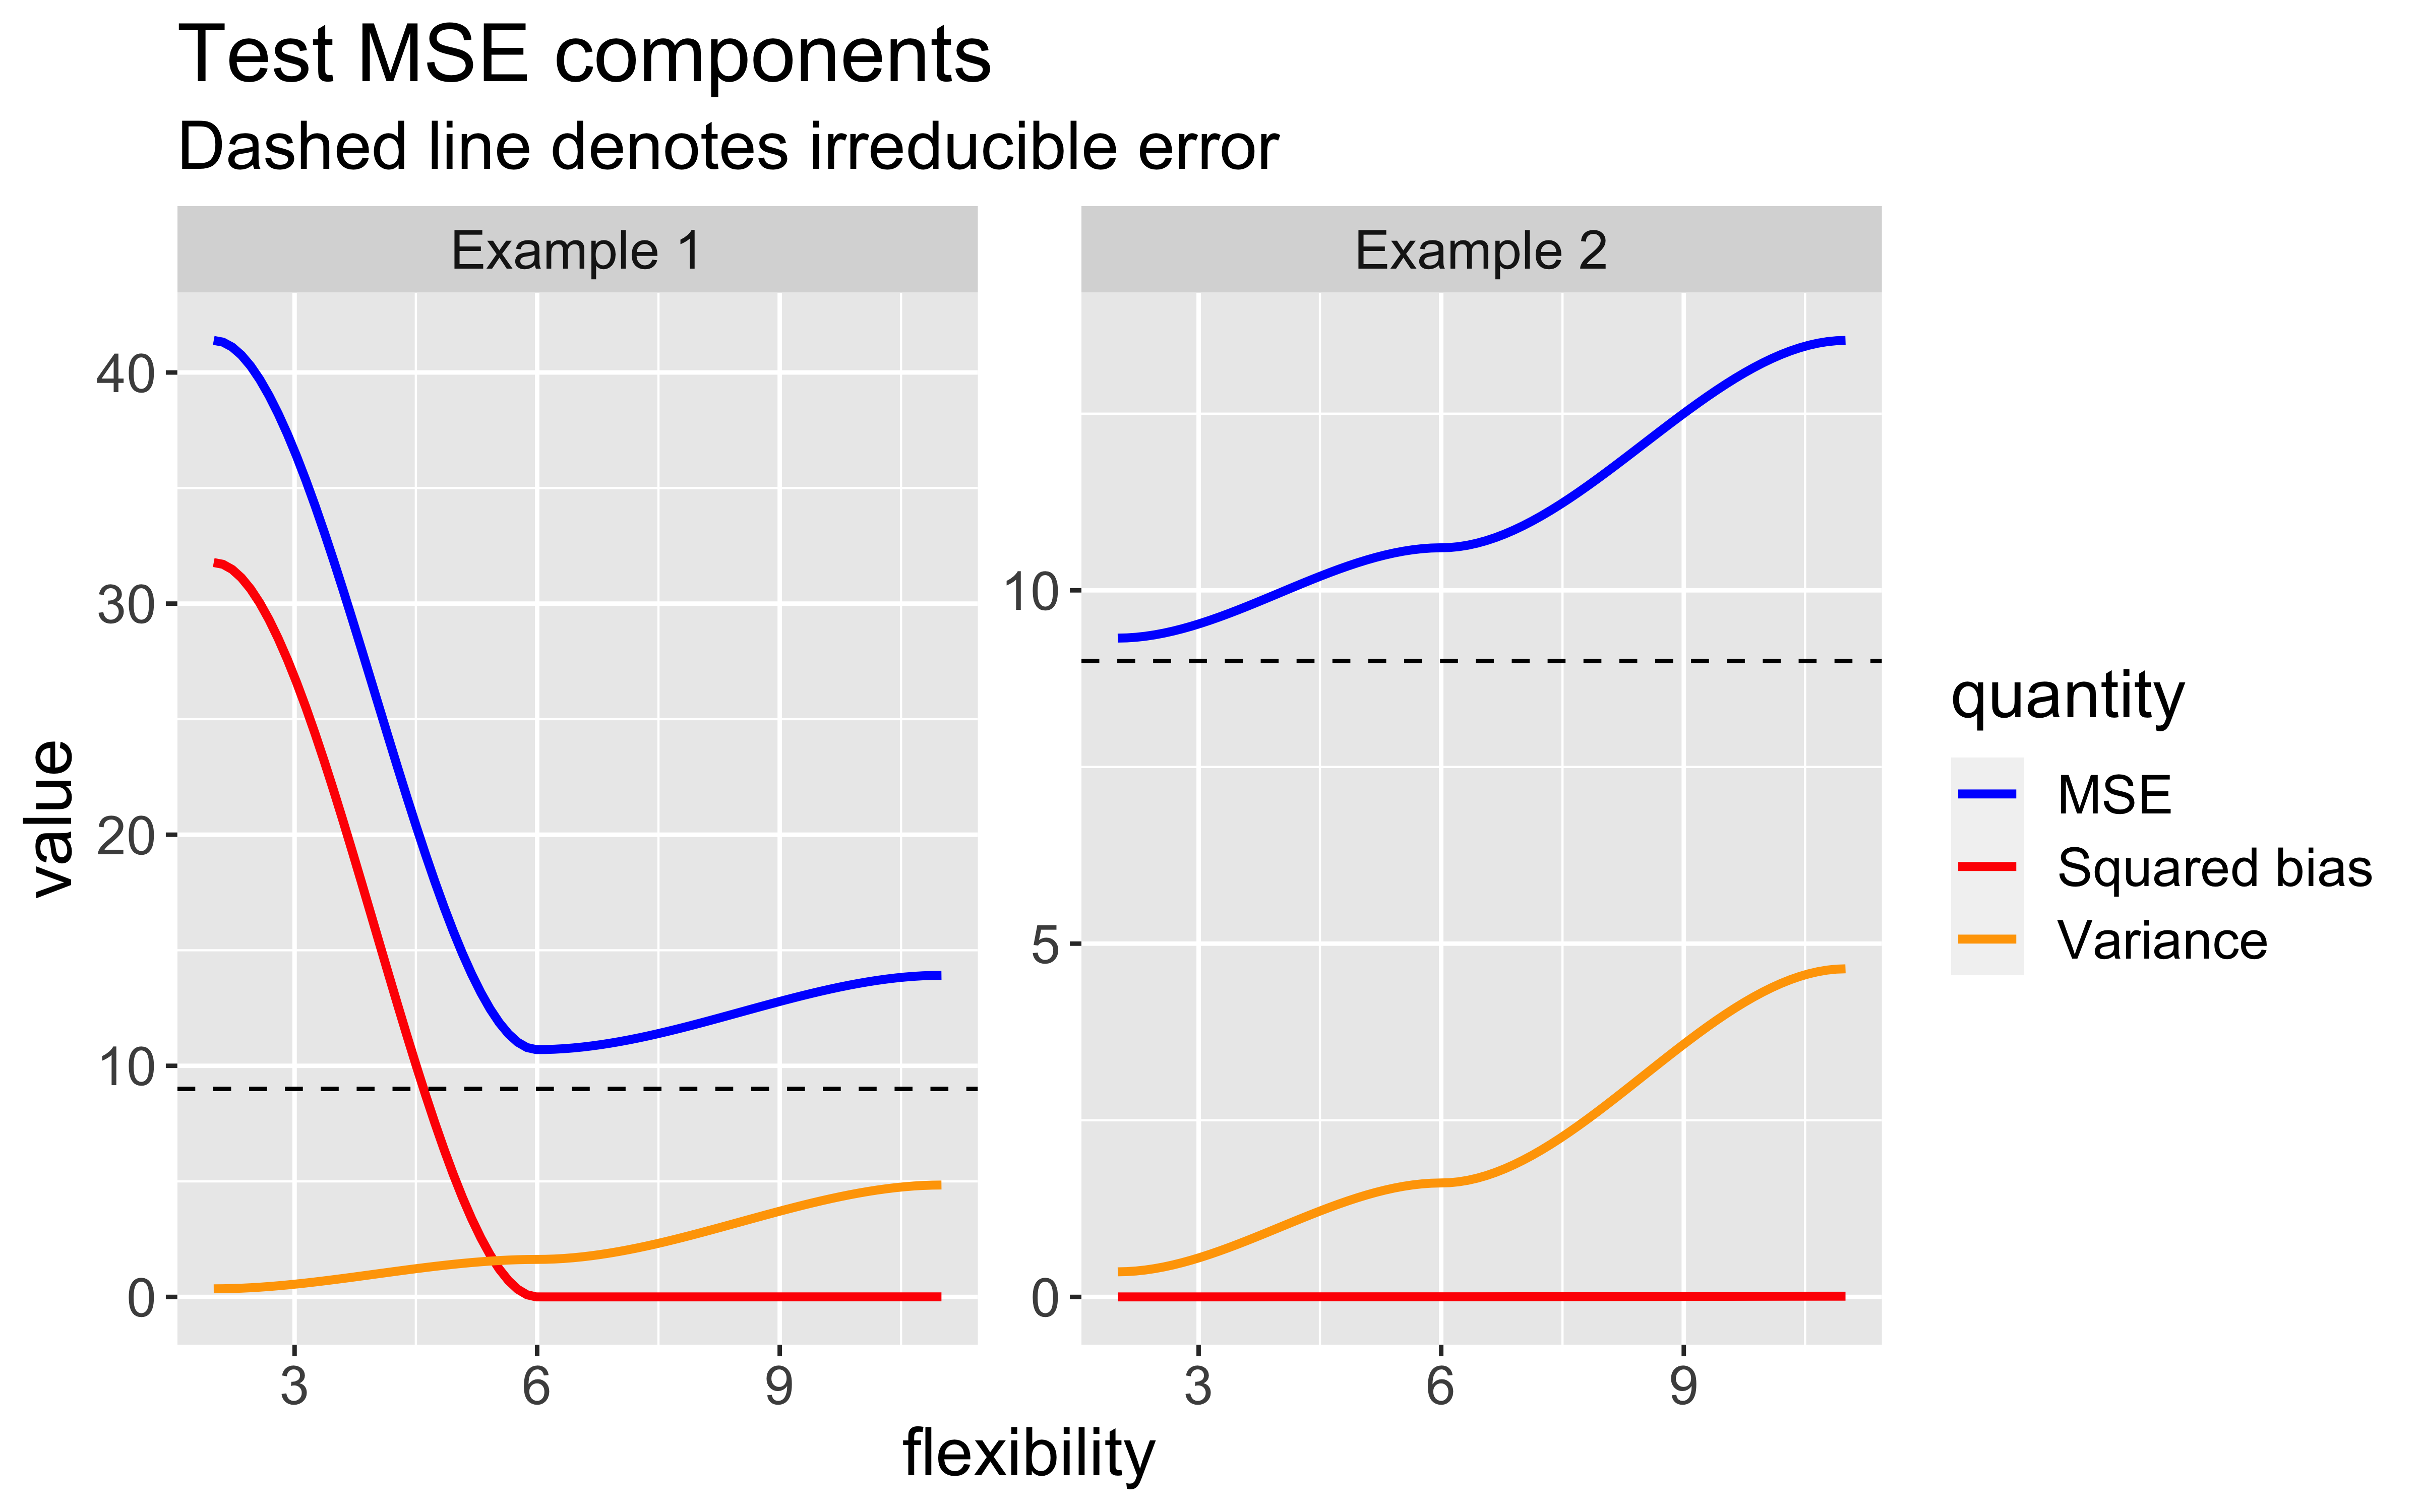 Test MSE components
Dashed line denotes irreducible error
Example 1
Example 2
value
40
30
20
10
0
10
5
0
3
6
9
3
6
9
flexibility
quantity
MSE
Squared bias
Variance